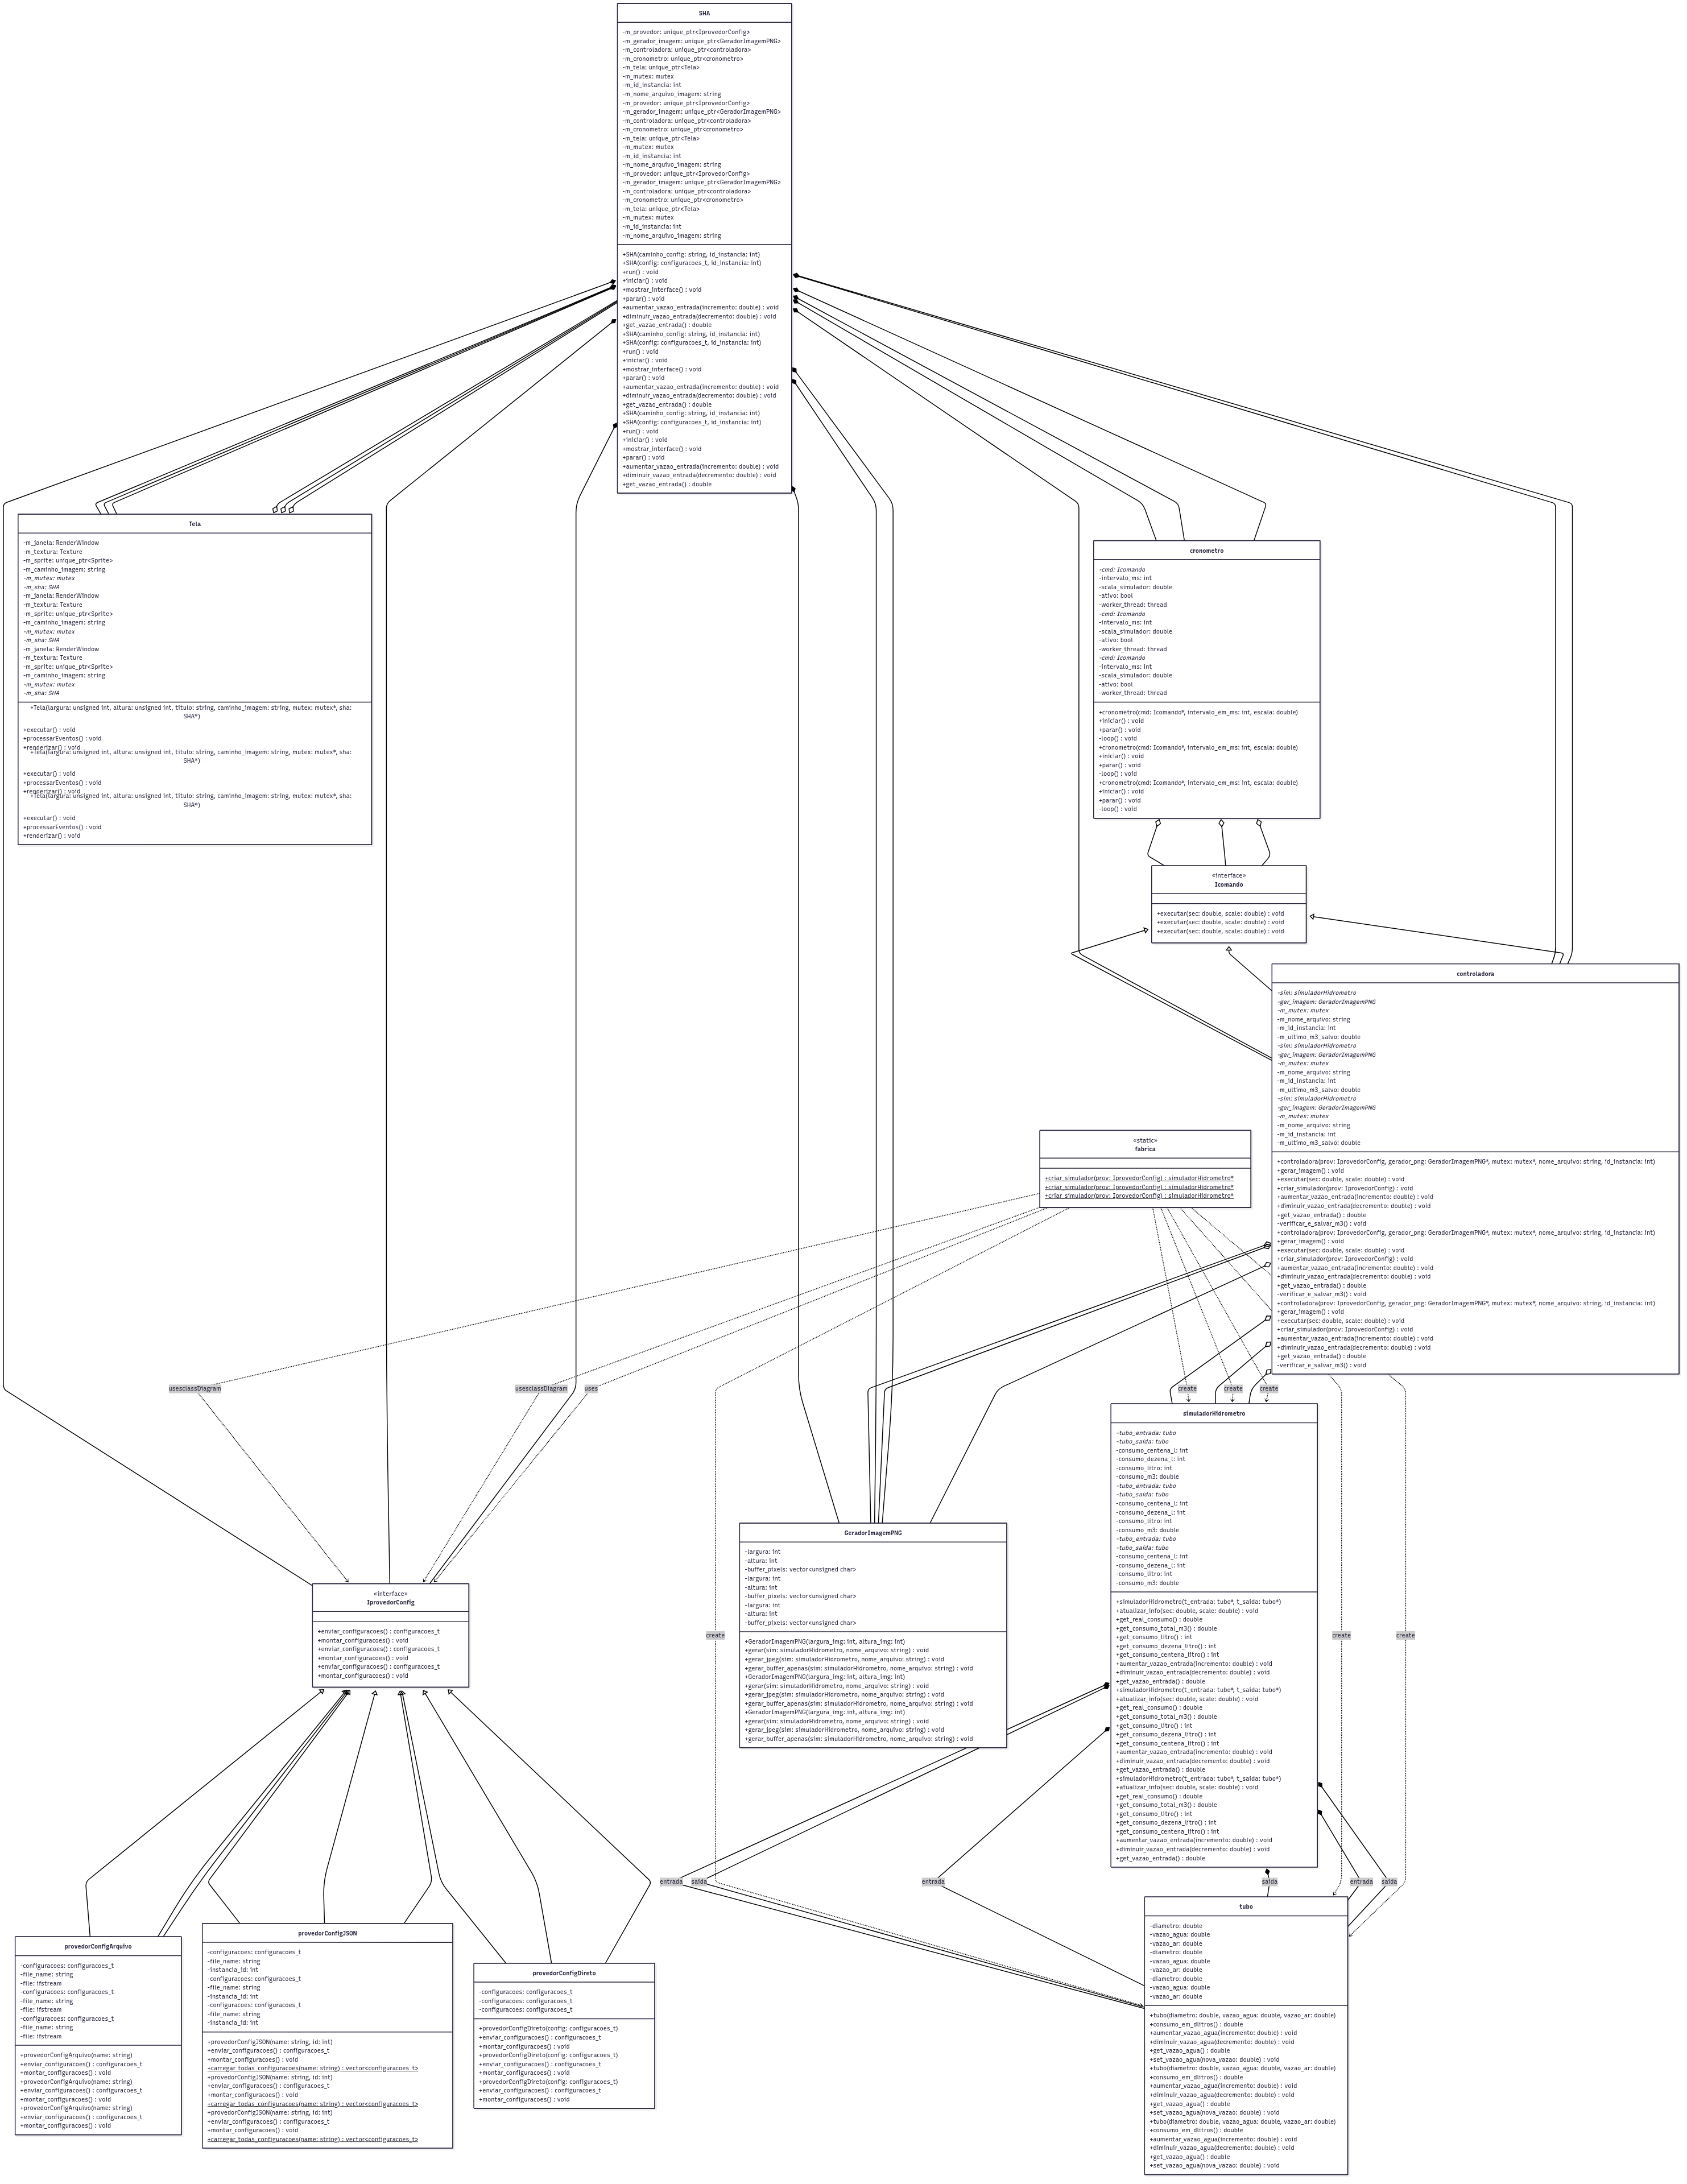 SHA
-m_provedor: unique_ptr<IprovedorConfig>
-m_gerador_imagem: unique_ptr<GeradorImagemPNG>
-m_controladora: unique_ptr<controladora>
-m_cronometro: unique_ptr<cronometro>
-m_tela: unique_ptr<Tela>
-m_mutex: mutex
-m_id_instancia: int
-m_nome_arquivo_imagem: string
-m_provedor: unique_ptr<IprovedorConfig>
-m_gerador_imagem: unique_ptr<GeradorImagemPNG>
-m_controladora: unique_ptr<controladora>
-m_cronometro: unique_ptr<cronometro>
-m_tela: unique_ptr<Tela>
-m_mutex: mutex
-m_id_instancia: int
-m_nome_arquivo_imagem: string
-m_provedor: unique_ptr<IprovedorConfig>
-m_gerador_imagem: unique_ptr<GeradorImagemPNG>
-m_controladora: unique_ptr<controladora>
-m_cronometro: unique_ptr<cronometro>
-m_tela: unique_ptr<Tela>
-m_mutex: mutex
-m_id_instancia: int
-m_nome_arquivo_imagem: string
+SHA(caminho_config: string, id_instancia: int)
+SHA(config: configuracoes_t, id_instancia: int)
+run() : void
+iniciar() : void
+mostrar_interface() : void
+parar() : void
+aumentar_vazao_entrada(incremento: double) : void
+diminuir_vazao_entrada(decremento: double) : void
+get_vazao_entrada() : double
+SHA(caminho_config: string, id_instancia: int)
+SHA(config: configuracoes_t, id_instancia: int)
+run() : void
+iniciar() : void
+mostrar_interface() : void
+parar() : void
+aumentar_vazao_entrada(incremento: double) : void
+diminuir_vazao_entrada(decremento: double) : void
+get_vazao_entrada() : double
+SHA(caminho_config: string, id_instancia: int)
+SHA(config: configuracoes_t, id_instancia: int)
+run() : void
+iniciar() : void
+mostrar_interface() : void
+parar() : void
+aumentar_vazao_entrada(incremento: double) : void
+diminuir_vazao_entrada(decremento: double) : void
+get_vazao_entrada() : double
Tela
-m_janela: RenderWindow
-m_textura: Texture
-m_sprite: unique_ptr<Sprite>
-m_caminho_imagem: string
-m_mutex: mutex
-m_sha: SHA
-m_janela: RenderWindow
-m_textura: Texture
-m_sprite: unique_ptr<Sprite>
-m_caminho_imagem: string
-m_mutex: mutex
-m_sha: SHA
-m_janela: RenderWindow
-m_textura: Texture
-m_sprite: unique_ptr<Sprite>
-m_caminho_imagem: string
-m_mutex: mutex
-m_sha: SHA
+Tela(largura: unsigned int, altura: unsigned int, titulo: string, caminho_imagem: string, mutex: mutex*, sha:
SHA*)
+executar() : void
+processarEventos() : void
+renderizar() : void
+Tela(largura: unsigned int, altura: unsigned int, titulo: string, caminho_imagem: string, mutex: mutex*, sha:
SHA*)
+executar() : void
+processarEventos() : void
+renderizar() : void
+Tela(largura: unsigned int, altura: unsigned int, titulo: string, caminho_imagem: string, mutex: mutex*, sha:
SHA*)
+executar() : void
+processarEventos() : void
+renderizar() : void
cronometro
-cmd: Icomando
-intervalo_ms: int
-scala_simulador: double
-ativo: bool
-worker_thread: thread
-cmd: Icomando
-intervalo_ms: int
-scala_simulador: double
-ativo: bool
-worker_thread: thread
-cmd: Icomando
-intervalo_ms: int
-scala_simulador: double
-ativo: bool
-worker_thread: thread
+cronometro(cmd: Icomando*, intervalo_em_ms: int, escala: double)
+iniciar() : void
+parar() : void
-loop() : void
+cronometro(cmd: Icomando*, intervalo_em_ms: int, escala: double)
+iniciar() : void
+parar() : void
-loop() : void
+cronometro(cmd: Icomando*, intervalo_em_ms: int, escala: double)
+iniciar() : void
+parar() : void
-loop() : void
«interface»
Icomando
+executar(sec: double, scale: double) : void
+executar(sec: double, scale: double) : void
+executar(sec: double, scale: double) : void
controladora
-sim: simuladorHidrometro
-ger_imagem: GeradorImagemPNG
-m_mutex: mutex
-m_nome_arquivo: string
-m_id_instancia: int
-m_ultimo_m3_salvo: double
-sim: simuladorHidrometro
-ger_imagem: GeradorImagemPNG
-m_mutex: mutex
-m_nome_arquivo: string
-m_id_instancia: int
-m_ultimo_m3_salvo: double
-sim: simuladorHidrometro
-ger_imagem: GeradorImagemPNG
-m_mutex: mutex
-m_nome_arquivo: string
-m_id_instancia: int
-m_ultimo_m3_salvo: double
+controladora(prov: IprovedorConfig, gerador_png: GeradorImagemPNG*, mutex: mutex*, nome_arquivo: string, id_instancia: int)
+gerar_imagem() : void
+executar(sec: double, scale: double) : void
+criar_simulador(prov: IprovedorConfig) : void
+aumentar_vazao_entrada(incremento: double) : void
+diminuir_vazao_entrada(decremento: double) : void
+get_vazao_entrada() : double
-verificar_e_salvar_m3() : void
+controladora(prov: IprovedorConfig, gerador_png: GeradorImagemPNG*, mutex: mutex*, nome_arquivo: string, id_instancia: int)
+gerar_imagem() : void
+executar(sec: double, scale: double) : void
+criar_simulador(prov: IprovedorConfig) : void
+aumentar_vazao_entrada(incremento: double) : void
+diminuir_vazao_entrada(decremento: double) : void
+get_vazao_entrada() : double
-verificar_e_salvar_m3() : void
+controladora(prov: IprovedorConfig, gerador_png: GeradorImagemPNG*, mutex: mutex*, nome_arquivo: string, id_instancia: int)
+gerar_imagem() : void
+executar(sec: double, scale: double) : void
+criar_simulador(prov: IprovedorConfig) : void
+aumentar_vazao_entrada(incremento: double) : void
+diminuir_vazao_entrada(decremento: double) : void
+get_vazao_entrada() : double
-verificar_e_salvar_m3() : void
«static»
fabrica
+criar_simulador(prov: IprovedorConfig) : simuladorHidrometro*
+criar_simulador(prov: IprovedorConfig) : simuladorHidrometro*
+criar_simulador(prov: IprovedorConfig) : simuladorHidrometro*
usesclassDiagram
usesclassDiagram
uses
create
create
create
simuladorHidrometro
-tubo_entrada: tubo
-tubo_saida: tubo
-consumo_centena_l: int
-consumo_dezena_l: int
-consumo_litro: int
-consumo_m3: double
-tubo_entrada: tubo
-tubo_saida: tubo
-consumo_centena_l: int
-consumo_dezena_l: int
-consumo_litro: int
-consumo_m3: double
-tubo_entrada: tubo
-tubo_saida: tubo
-consumo_centena_l: int
-consumo_dezena_l: int
-consumo_litro: int
-consumo_m3: double
+simuladorHidrometro(t_entrada: tubo*, t_saida: tubo*)
+atualizar_info(sec: double, scale: double) : void
+get_real_consumo() : double
+get_consumo_total_m3() : double
+get_consumo_litro() : int
+get_consumo_dezena_litro() : int
+get_consumo_centena_litro() : int
+aumentar_vazao_entrada(incremento: double) : void
+diminuir_vazao_entrada(decremento: double) : void
+get_vazao_entrada() : double
+simuladorHidrometro(t_entrada: tubo*, t_saida: tubo*)
+atualizar_info(sec: double, scale: double) : void
+get_real_consumo() : double
+get_consumo_total_m3() : double
+get_consumo_litro() : int
+get_consumo_dezena_litro() : int
+get_consumo_centena_litro() : int
+aumentar_vazao_entrada(incremento: double) : void
+diminuir_vazao_entrada(decremento: double) : void
+get_vazao_entrada() : double
+simuladorHidrometro(t_entrada: tubo*, t_saida: tubo*)
+atualizar_info(sec: double, scale: double) : void
+get_real_consumo() : double
+get_consumo_total_m3() : double
+get_consumo_litro() : int
+get_consumo_dezena_litro() : int
+get_consumo_centena_litro() : int
+aumentar_vazao_entrada(incremento: double) : void
+diminuir_vazao_entrada(decremento: double) : void
+get_vazao_entrada() : double
GeradorImagemPNG
-largura: int
-altura: int
-buffer_pixels: vector<unsigned char>
-largura: int
-altura: int
-buffer_pixels: vector<unsigned char>
-largura: int
-altura: int
-buffer_pixels: vector<unsigned char>
+GeradorImagemPNG(largura_img: int, altura_img: int)
+gerar(sim: simuladorHidrometro, nome_arquivo: string) : void
+gerar_jpeg(sim: simuladorHidrometro, nome_arquivo: string) : void
+gerar_buffer_apenas(sim: simuladorHidrometro, nome_arquivo: string) : void
+GeradorImagemPNG(largura_img: int, altura_img: int)
+gerar(sim: simuladorHidrometro, nome_arquivo: string) : void
+gerar_jpeg(sim: simuladorHidrometro, nome_arquivo: string) : void
+gerar_buffer_apenas(sim: simuladorHidrometro, nome_arquivo: string) : void
+GeradorImagemPNG(largura_img: int, altura_img: int)
+gerar(sim: simuladorHidrometro, nome_arquivo: string) : void
+gerar_jpeg(sim: simuladorHidrometro, nome_arquivo: string) : void
+gerar_buffer_apenas(sim: simuladorHidrometro, nome_arquivo: string) : void
«interface»
IprovedorConfig
+enviar_configuracoes() : configuracoes_t
+montar_configuracoes() : void
+enviar_configuracoes() : configuracoes_t
+montar_configuracoes() : void
+enviar_configuracoes() : configuracoes_t
+montar_configuracoes() : void
create
create
create
entrada
saida
entrada
saida
entrada
saida
provedorConfigArquivo
-configuracoes: configuracoes_t
-file_name: string
-file: ifstream
-configuracoes: configuracoes_t
-file_name: string
-file: ifstream
-configuracoes: configuracoes_t
-file_name: string
-file: ifstream
+provedorConfigArquivo(name: string)
+enviar_configuracoes() : configuracoes_t
+montar_configuracoes() : void
+provedorConfigArquivo(name: string)
+enviar_configuracoes() : configuracoes_t
+montar_configuracoes() : void
+provedorConfigArquivo(name: string)
+enviar_configuracoes() : configuracoes_t
+montar_configuracoes() : void
provedorConfigJSON
-configuracoes: configuracoes_t
-file_name: string
-instancia_id: int
-configuracoes: configuracoes_t
-file_name: string
-instancia_id: int
-configuracoes: configuracoes_t
-file_name: string
-instancia_id: int
+provedorConfigJSON(name: string, id: int)
+enviar_configuracoes() : configuracoes_t
+montar_configuracoes() : void
+carregar_todas_configuracoes(name: string) : vector<configuracoes_t>
+provedorConfigJSON(name: string, id: int)
+enviar_configuracoes() : configuracoes_t
+montar_configuracoes() : void
+carregar_todas_configuracoes(name: string) : vector<configuracoes_t>
+provedorConfigJSON(name: string, id: int)
+enviar_configuracoes() : configuracoes_t
+montar_configuracoes() : void
+carregar_todas_configuracoes(name: string) : vector<configuracoes_t>
provedorConfigDireto
-configuracoes: configuracoes_t
-configuracoes: configuracoes_t
-configuracoes: configuracoes_t
+provedorConfigDireto(config: configuracoes_t)
+enviar_configuracoes() : configuracoes_t
+montar_configuracoes() : void
+provedorConfigDireto(config: configuracoes_t)
+enviar_configuracoes() : configuracoes_t
+montar_configuracoes() : void
+provedorConfigDireto(config: configuracoes_t)
+enviar_configuracoes() : configuracoes_t
+montar_configuracoes() : void
tubo
-diametro: double
-vazao_agua: double
-vazao_ar: double
-diametro: double
-vazao_agua: double
-vazao_ar: double
-diametro: double
-vazao_agua: double
-vazao_ar: double
+tubo(diametro: double, vazao_agua: double, vazao_ar: double)
+consumo_em_dlitros() : double
+aumentar_vazao_agua(incremento: double) : void
+diminuir_vazao_agua(decremento: double) : void
+get_vazao_agua() : double
+set_vazao_agua(nova_vazao: double) : void
+tubo(diametro: double, vazao_agua: double, vazao_ar: double)
+consumo_em_dlitros() : double
+aumentar_vazao_agua(incremento: double) : void
+diminuir_vazao_agua(decremento: double) : void
+get_vazao_agua() : double
+set_vazao_agua(nova_vazao: double) : void
+tubo(diametro: double, vazao_agua: double, vazao_ar: double)
+consumo_em_dlitros() : double
+aumentar_vazao_agua(incremento: double) : void
+diminuir_vazao_agua(decremento: double) : void
+get_vazao_agua() : double
+set_vazao_agua(nova_vazao: double) : void